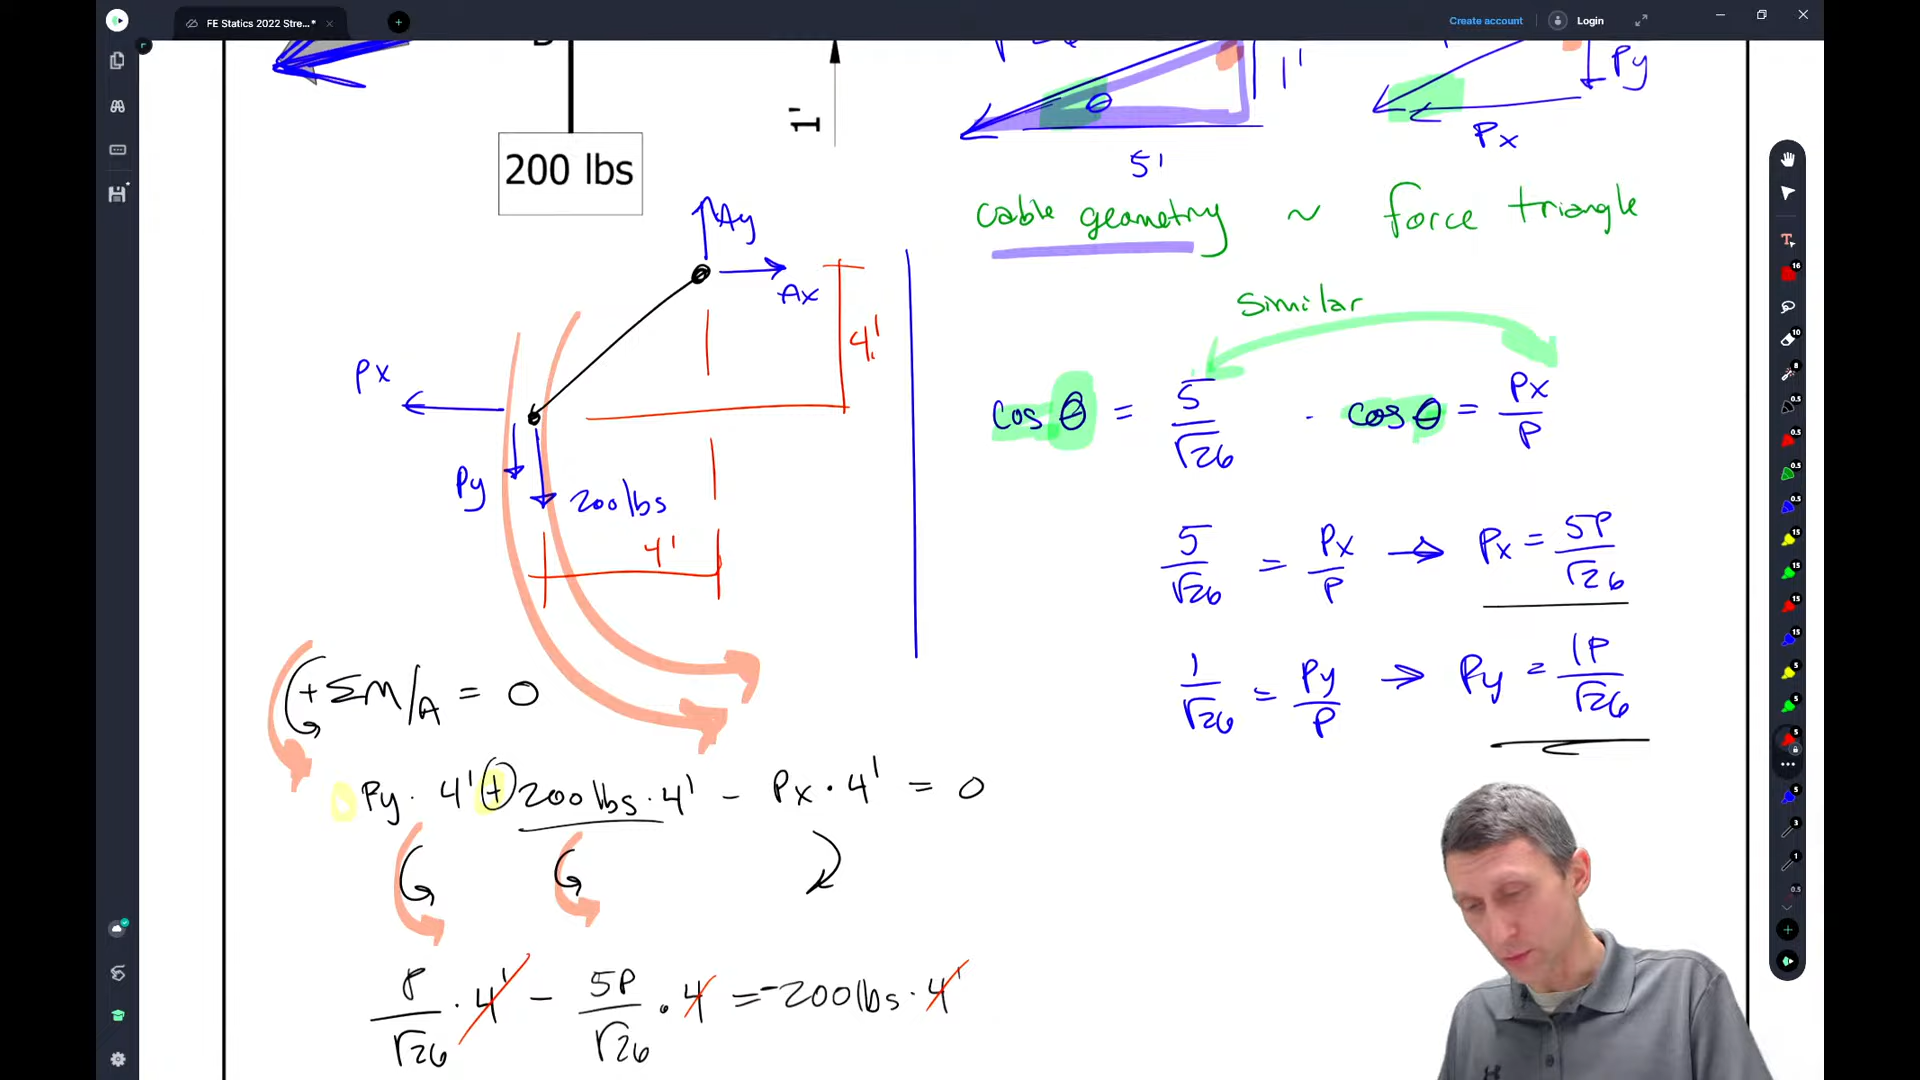 FE Statics 2022 Stre...*
Create account
Login
1'
200 lbs
θ
1'
5'
Py
Px
cable geometry ~ force triangle
Ay
Ax
4'
Px
Py
200 lbs
4'
Similar
cos θ = 5/√26 · cos θ = Px/P
5/√26 = Px/P → Px = 5P/√26
1/√26 = Py/P → Py = 1P/√26
+ ΣM/A = 0
Py · 4' + 200 lbs · 4' - Px · 4' = 0
P/√26 · 4' - 5P/√26 · 4 = -200 lbs · 4'